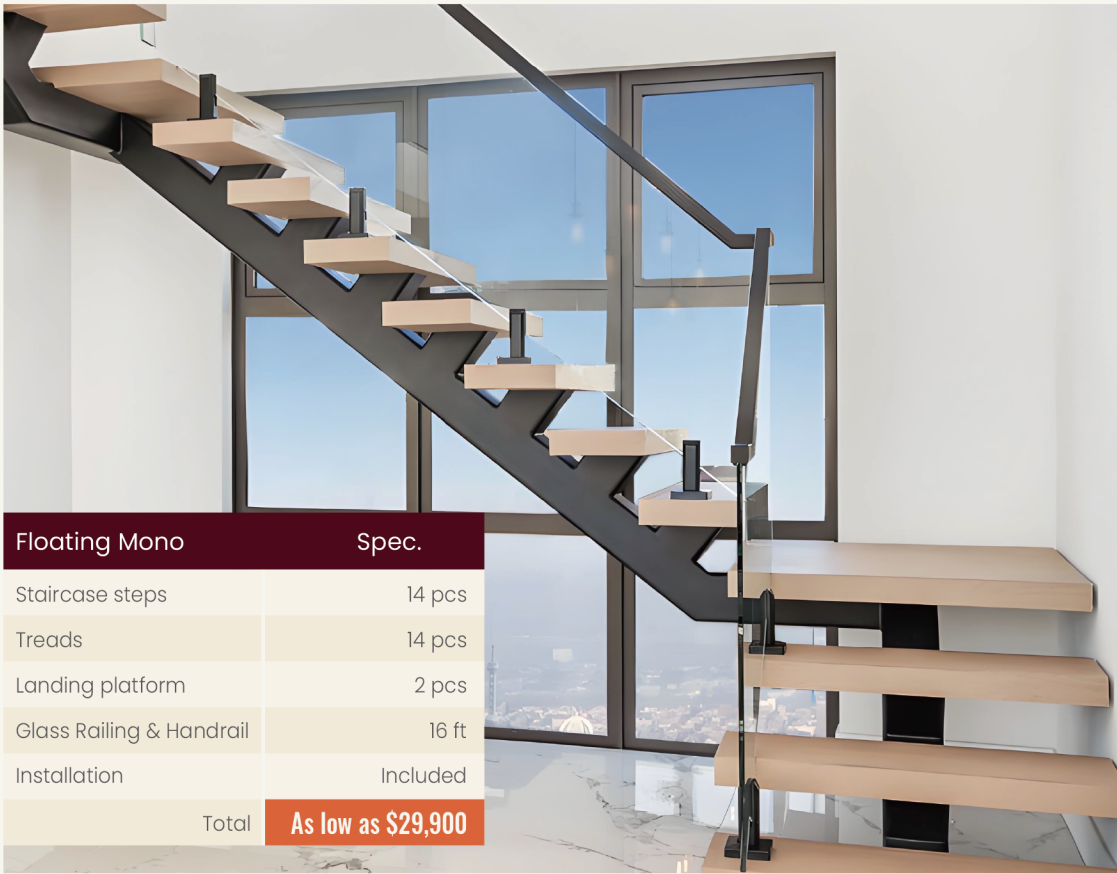 Floating Mono Spec.
Staircase steps 14 pcs
Treads 14 pcs
Landing platform 2 pcs
Glass Railing & Handrail 16 ft
Installation Included
Total As low as $29,900